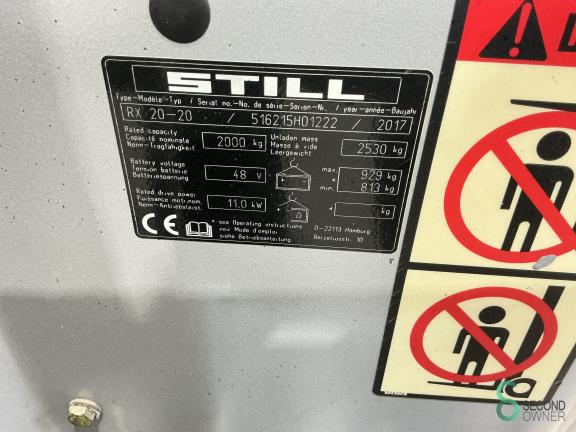 STILL
Type-Modèle-Typ / Serial no.-No. de série-Serien-Nr. / year-année-Baujahr
RX 20-20 / 516215H01222 / 2017
Rated capacity
Capacité nominale
Nenn-Tragfähigkeit
2000 kg
Unladen mass
Masse à vide
Leergewicht
2530 kg
Battery voltage
Tension batterie
Batteriespannung
48 V
max. 929 kg
min. 813 kg
Rated drive power
Puissance mot.nom.
Nenn-Antriebsleist.
11.0 kW
* kg
CE
* see Operating instructions
voir Mode d'emploi
siehe Betriebsanleitung
D-22113 Hamburg
Berzeliusstr. 10
SECOND
OWNER